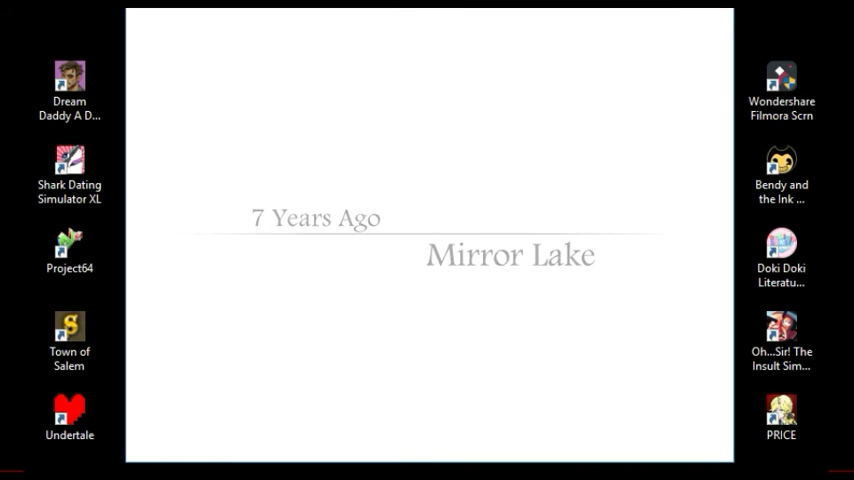 Dream
Daddy A D...
Shark Dating
Simulator XL
Project64
Town of
Salem
Undertale
7 Years Ago
Mirror Lake
Wondershare
Filmora Scrn
Bendy and
the Ink ...
Doki Doki
Literatu...
Oh...Sir! The
Insult Sim...
PRICE